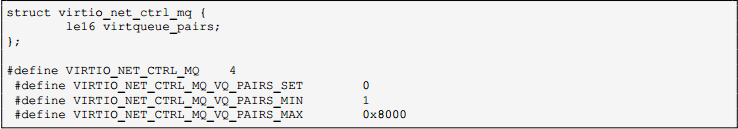 struct virtio_net_ctrl_mq {
        le16 virtqueue_pairs;
};

#define VIRTIO_NET_CTRL_MQ    4
 #define VIRTIO_NET_CTRL_MQ_VQ_PAIRS_SET        0
 #define VIRTIO_NET_CTRL_MQ_VQ_PAIRS_MIN        1
 #define VIRTIO_NET_CTRL_MQ_VQ_PAIRS_MAX        0x8000